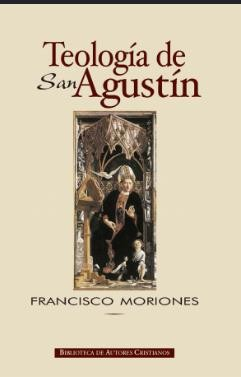 Teología de
San Agustín
FRANCISCO MORIONES
BIBLIOTECA DE AUTORES CRISTIANOS